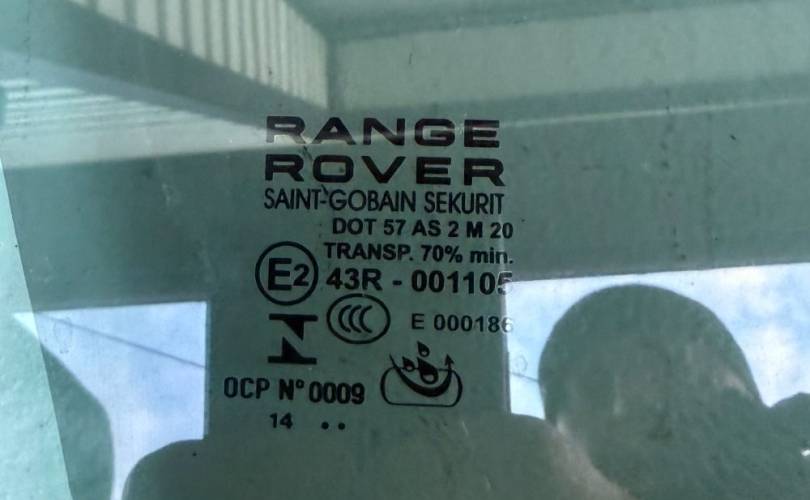 RANGE
ROVER
SAINT-GOBAIN SEKURIT
DOT 57 AS 2 M 20
TRANSP. 70% min.
E2 43R - 001105
CCC E 000186
OCP N° 0009
14 ..